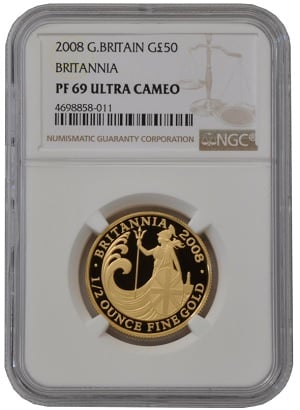 2008 G.BRITAIN G£50
BRITANNIA
PF 69 ULTRA CAMEO
4698858-011
NUMISMATIC GUARANTY CORPORATION
NGC
· BRITANNIA · 2008 ·
1/2 OUNCE FINE GOLD